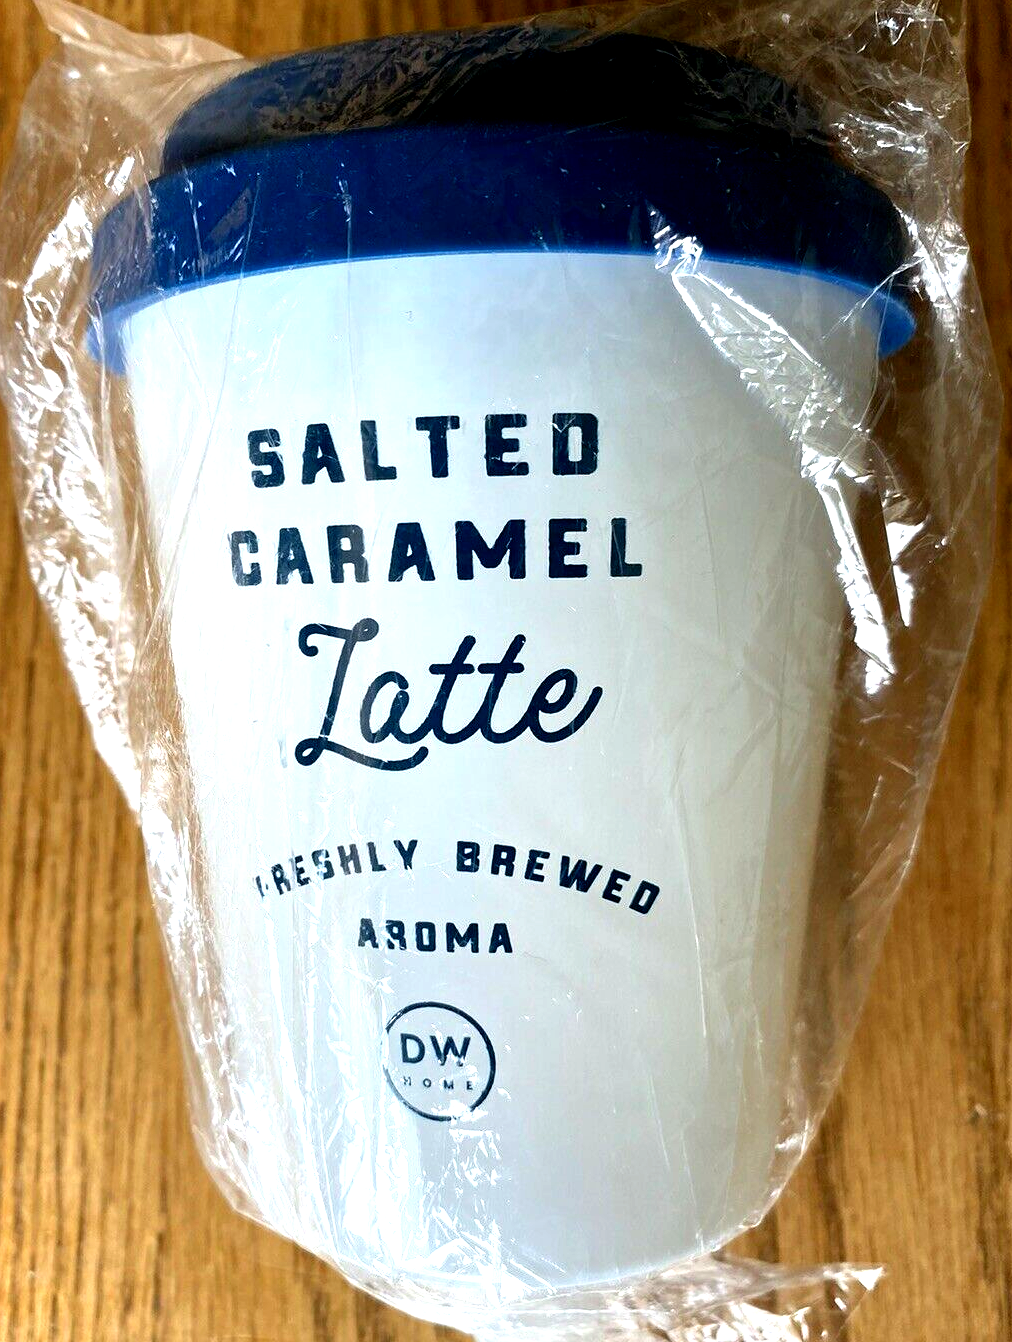 SALTED
CARAMEL
Latte
FRESHLY BREWED
AROMA
DW
HOME